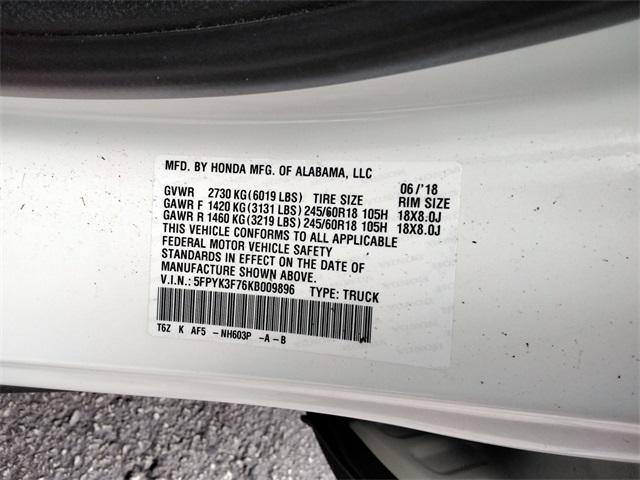 MFD. BY HONDA MFG. OF ALABAMA, LLC
06/'18
GVWR 2730 KG(6019 LBS) TIRE SIZE RIM SIZE
GAWR F 1420 KG(3131 LBS) 245/60R18 105H 18X8.0J
GAWR R 1460 KG(3219 LBS) 245/60R18 105H 18X8.0J
THIS VEHICLE CONFORMS TO ALL APPLICABLE
FEDERAL MOTOR VEHICLE SAFETY
STANDARDS IN EFFECT ON THE DATE OF
MANUFACTURE SHOWN ABOVE.
V.I.N.: 5FPYK3F76KB009896 TYPE: TRUCK
T6Z K AF5 -NH603P -A-B